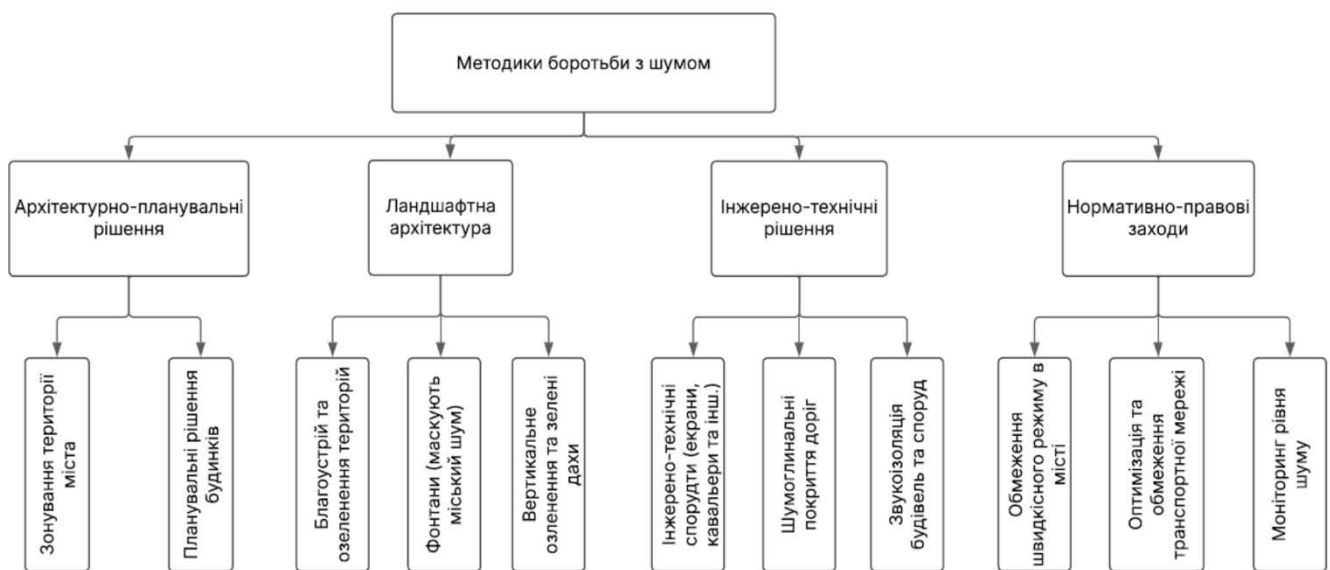 Методики боротьби з шумом
Архітектурно-планувальні
рішення
Ландшафтна
архітектура
Інжерено-технічні
рішення
Нормативно-правові
заходи
Зонування території
міста
Планувальні рішення
будинків
Благоустрій та
озеленення територій
Фонтани (маскують
міський шум)
Вертикальне
озленення та зелені
дахи
Інжерено-технічні
спорудти (екрани,
кавальери та інш.)
Шумоглинальні
покриття доріг
Звукоізоляція
будівель та споруд
Обмеження
швидкісного режиму в
місті
Оптимізація та
обмеження
транспортної мережі
Моніторинг рівня
шуму